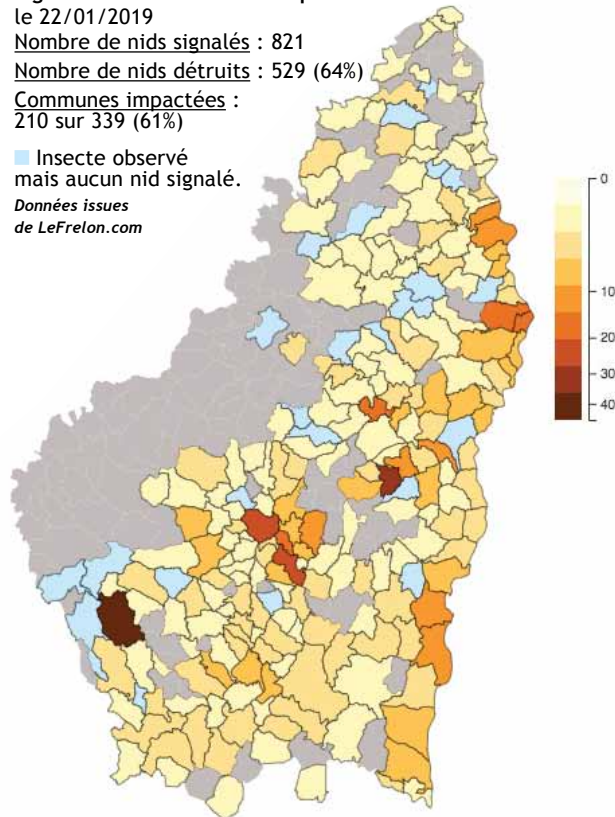 le 22/01/2019
Nombre de nids signalés : 821
Nombre de nids détruits : 529 (64%)
Communes impactées :
210 sur 339 (61%)
Insecte observé
mais aucun nid signalé.
Données issues
de LeFrelon.com
0
10
20
30
40